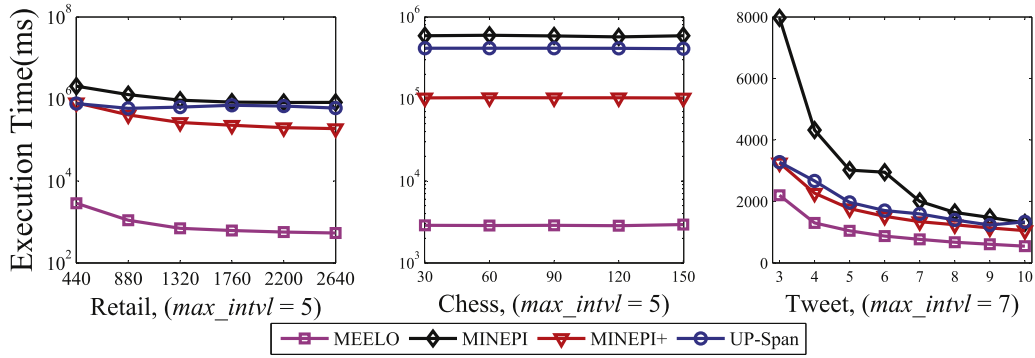 Execution Time(ms)
10^8
10^6
10^4
10^2
440 880 1320 1760 2200 2640
Retail, (max_intvl = 5)
10^6
10^5
10^4
10^3
30 60 90 120 150
Chess, (max_intvl = 5)
8000
6000
4000
2000
0
3 4 5 6 7 8 9 10
Tweet, (max_intvl = 7)
MEELO MINEPI MINEPI+ UP-Span